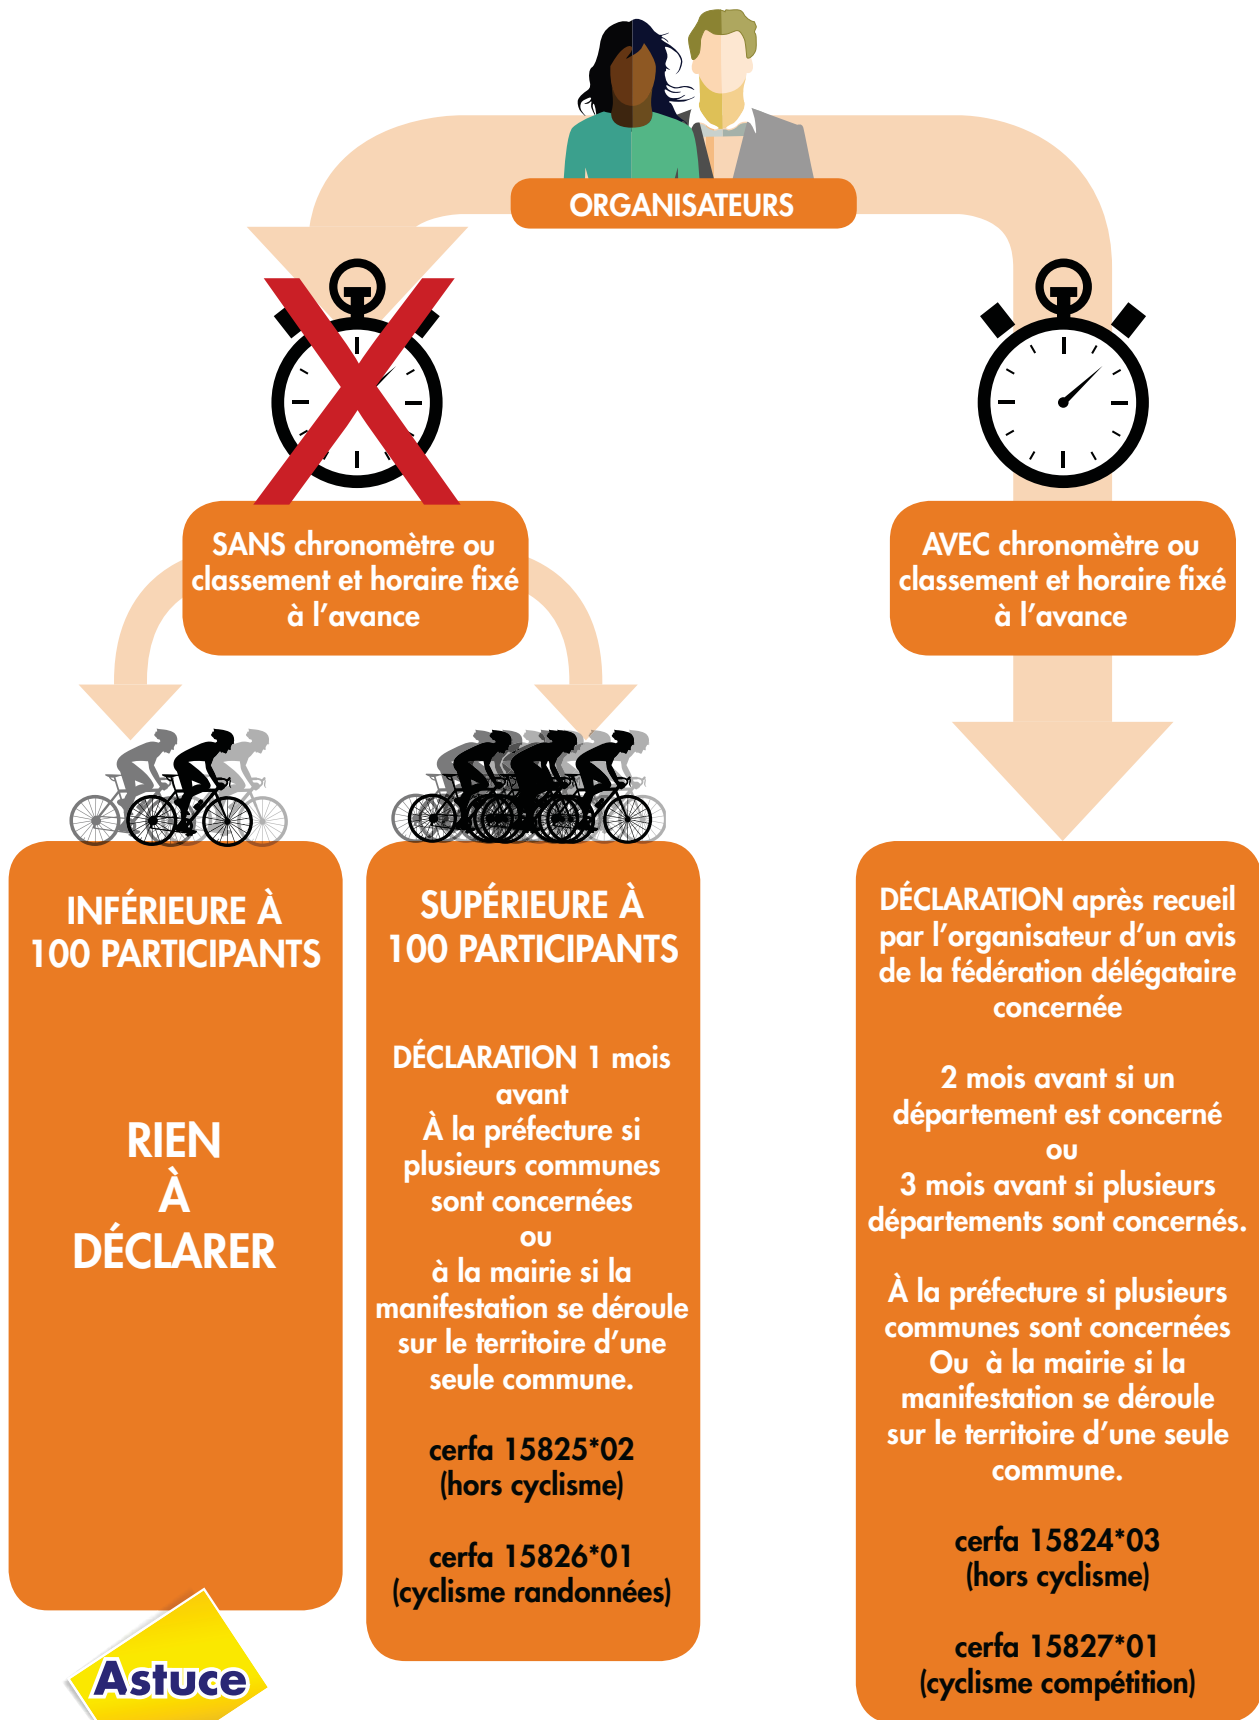 ORGANISATEURS
SANS chronomètre ou
classement et horaire fixé
à l’avance
AVEC chronomètre ou
classement et horaire fixé
à l’avance
INFÉRIEURE À
100 PARTICIPANTS
RIEN
À
DÉCLARER
SUPÉRIEURE À
100 PARTICIPANTS
DÉCLARATION 1 mois
avant
À la préfecture si
plusieurs communes
sont concernées
ou
à la mairie si la
manifestation se déroule
sur le territoire d’une
seule commune.
cerfa 15825*02
(hors cyclisme)
cerfa 15826*01
(cyclisme randonnées)
DÉCLARATION après recueil
par l’organisateur d’un avis
de la fédération délégataire
concernée
2 mois avant si un
département est concerné
ou
3 mois avant si plusieurs
départements sont concernés.
À la préfecture si plusieurs
communes sont concernées
Ou à la mairie si la
manifestation se déroule
sur le territoire d’une seule
commune.
cerfa 15824*03
(hors cyclisme)
cerfa 15827*01
(cyclisme compétition)
Astuce